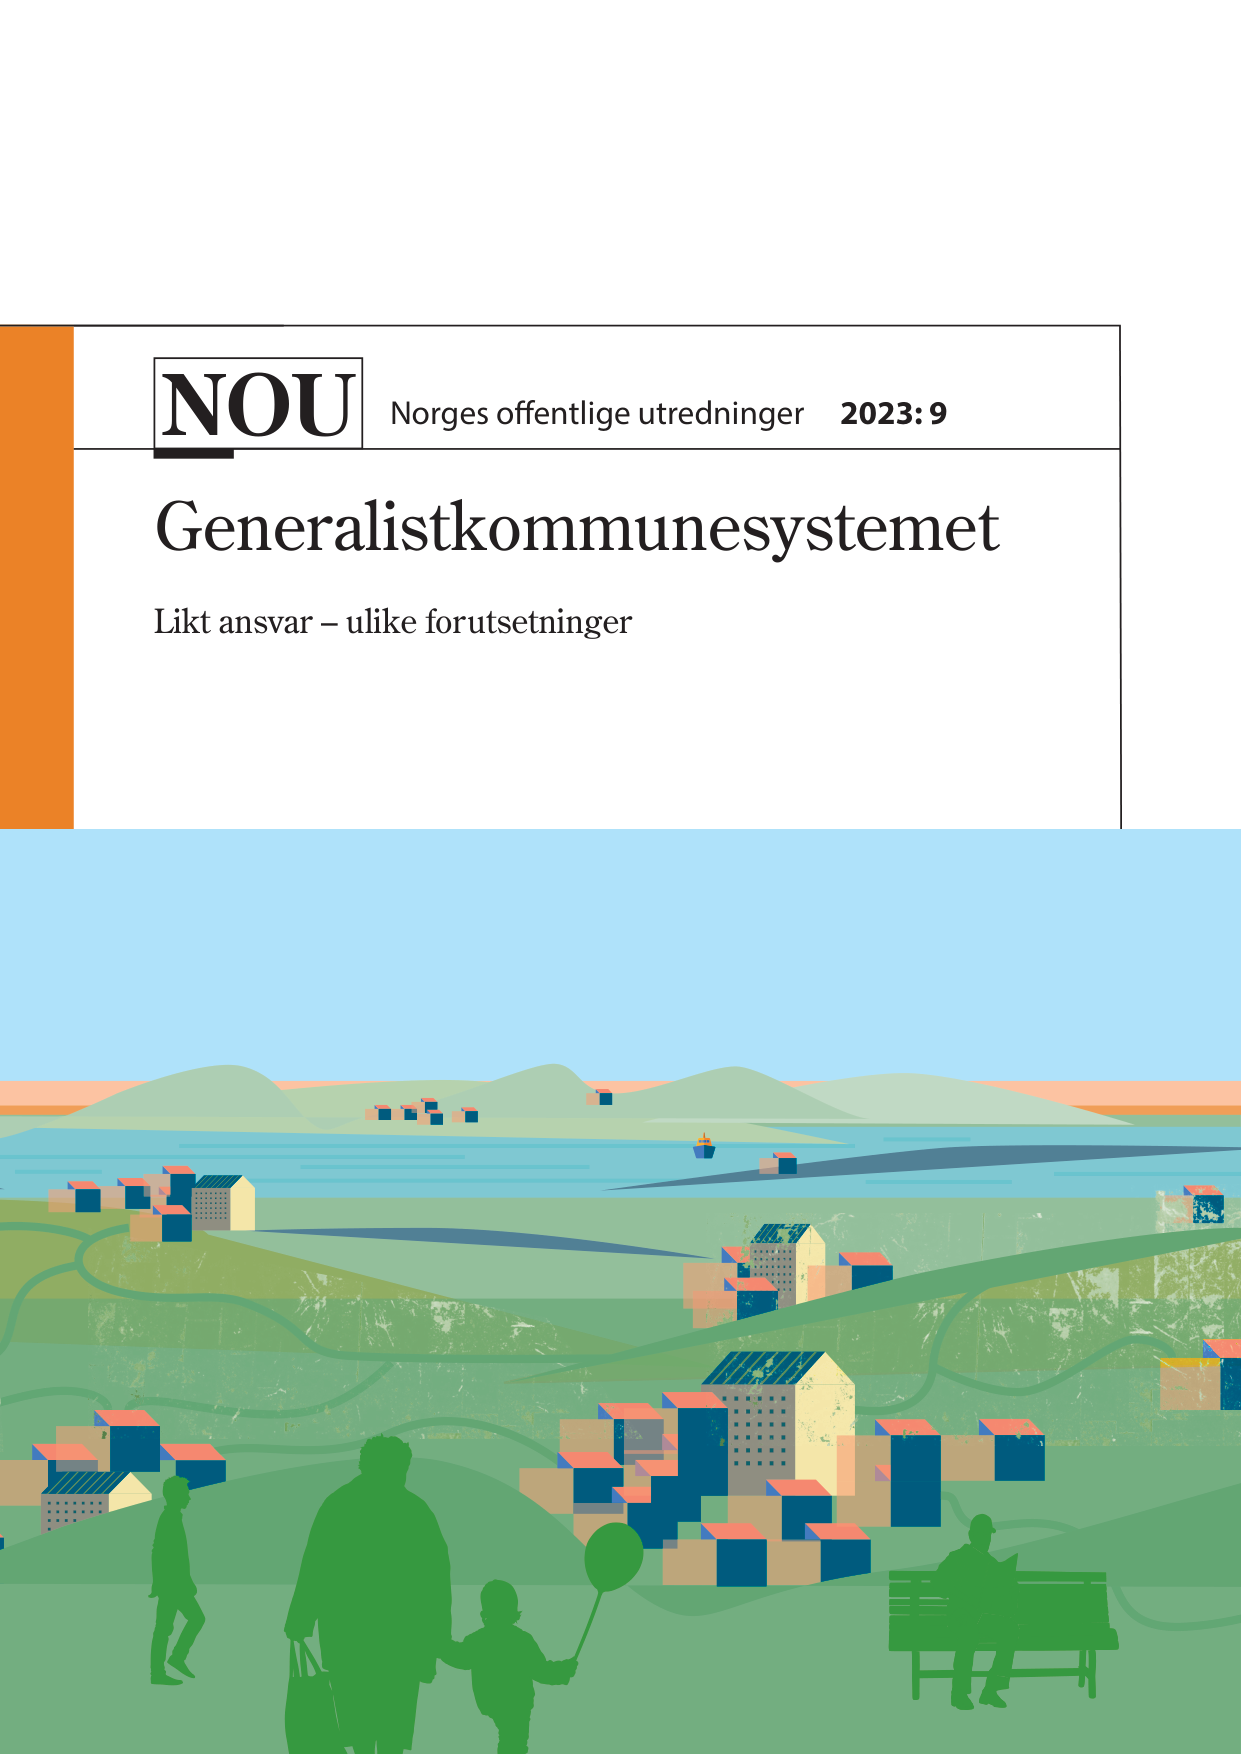 NOU Norges offentlige utredninger 2023: 9
Generalistkommunesystemet
Likt ansvar – ulike forutsetninger